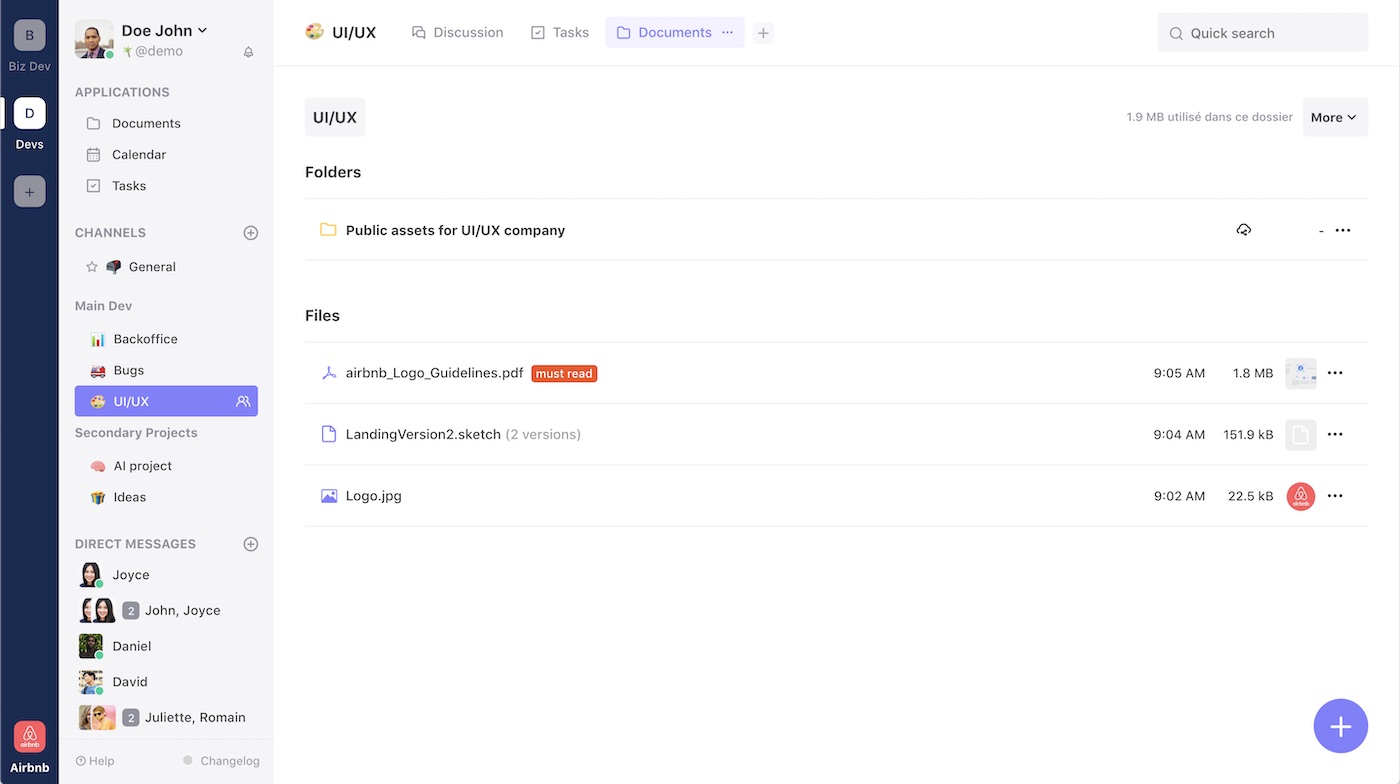 B
Biz Dev
D
Devs
+
airbnb
Airbnb
Doe John
@demo
APPLICATIONS
Documents
Calendar
Tasks
CHANNELS
General
Main Dev
Backoffice
Bugs
UI/UX
Secondary Projects
AI project
Ideas
DIRECT MESSAGES
Joyce
2 John, Joyce
Daniel
David
2 Juliette, Romain
Help Changelog
UI/UX Discussion Tasks Documents ... + Quick search
UI/UX 1.9 MB utilisé dans ce dossier More
Folders
Public assets for UI/UX company - ...
Files
airbnb_Logo_Guidelines.pdf must read 9:05 AM 1.8 MB ...
LandingVersion2.sketch (2 versions) 9:04 AM 151.9 kB ...
Logo.jpg 9:02 AM 22.5 kB airbnb ...
+